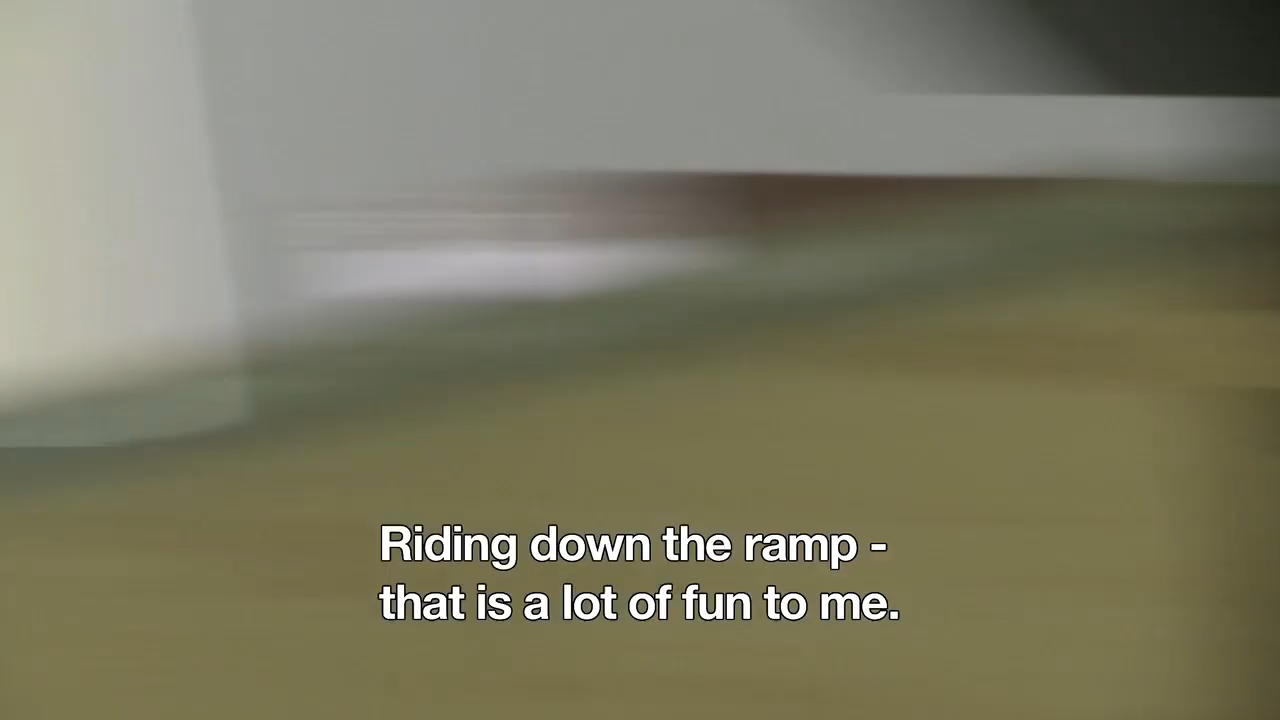 Riding down the ramp -
that is a lot of fun to me.